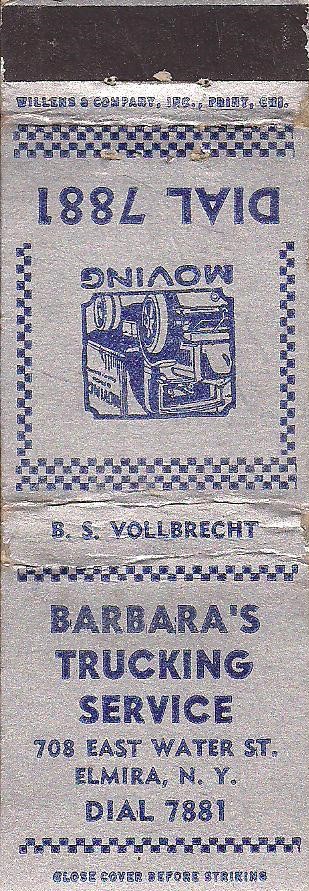 WILLENS & COMPANY, INC., PRINT, CHI.
DIAL 7881
MOVING
B. S. VOLLBRECHT
BARBARA'S
TRUCKING
SERVICE
708 EAST WATER ST.
ELMIRA, N. Y.
DIAL 7881
CLOSE COVER BEFORE STRIKING